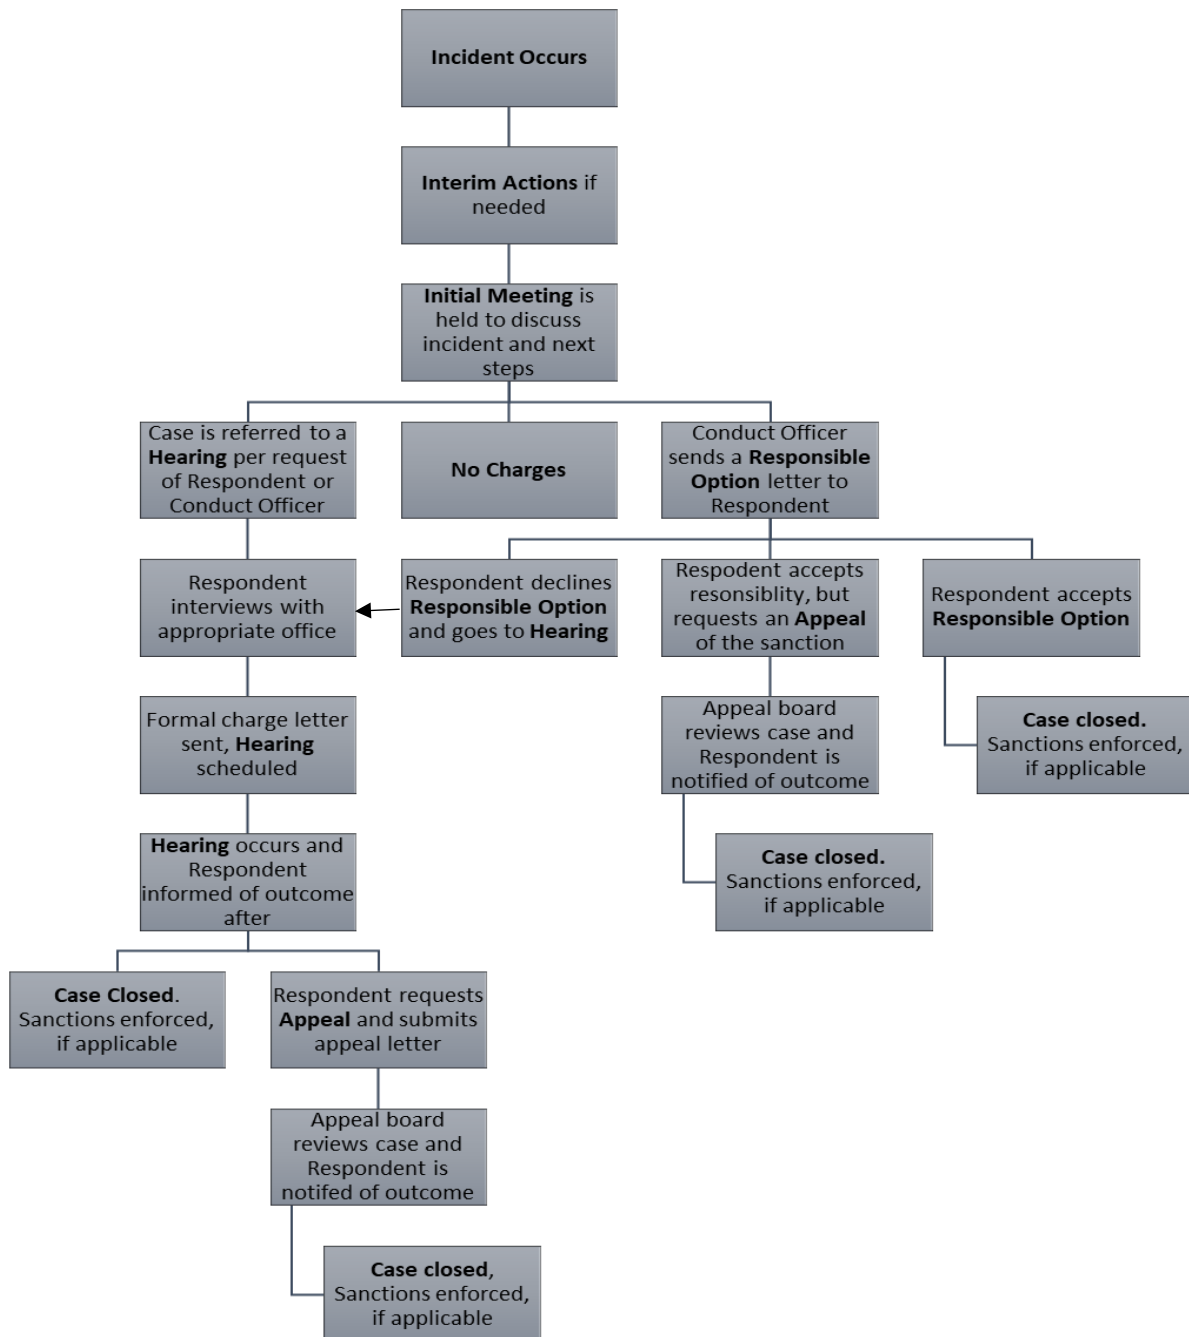 Incident Occurs
Interim Actions if
needed
Initial Meeting is
held to discuss
incident and next
steps
Case is referred to a
Hearing per request
of Respondent or
Conduct Officer
No Charges
Conduct Officer
sends a Responsible
Option letter to
Respondent
Respondent
interviews with
appropriate office
Respondent declines
Responsible Option
and goes to Hearing
Respodent accepts
resonsiblity, but
requests an Appeal
of the sanction
Respondent accepts
Responsible Option
Formal charge letter
sent, Hearing
scheduled
Appeal board
reviews case and
Respondent is
notified of outcome
Case closed.
Sanctions enforced,
if applicable
Hearing occurs and
Respondent
informed of outcome
after
Case closed.
Sanctions enforced,
if applicable
Case Closed.
Sanctions enforced,
if applicable
Respondent requests
Appeal and submits
appeal letter
Appeal board
reviews case and
Respondent is
notifed of outcome
Case closed,
Sanctions enforced,
if applicable